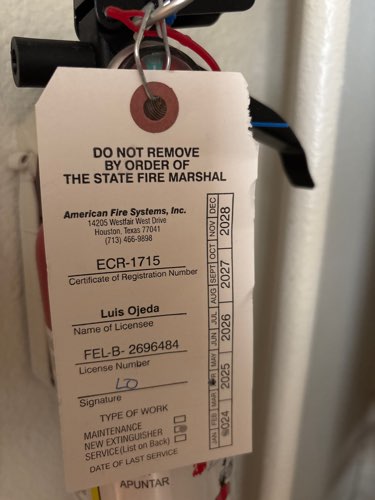 DO NOT REMOVE
BY ORDER OF
THE STATE FIRE MARSHAL
American Fire Systems, Inc.
14205 Westfair West Drive
Houston, Texas 77041
(713) 466-9898
ECR-1715
Certificate of Registration Number
Luis Ojeda
Name of Licensee
FEL-B- 2696484
License Number
LO
Signature
TYPE OF WORK
MAINTENANCE
NEW EXTINGUISHER
SERVICE(List on Back)
DATE OF LAST SERVICE
JAN FEB MAR APR MAY JUN JUL AUG SEPT OCT NOV DEC
2024 2025 2026 2027 2028
APUNTAR